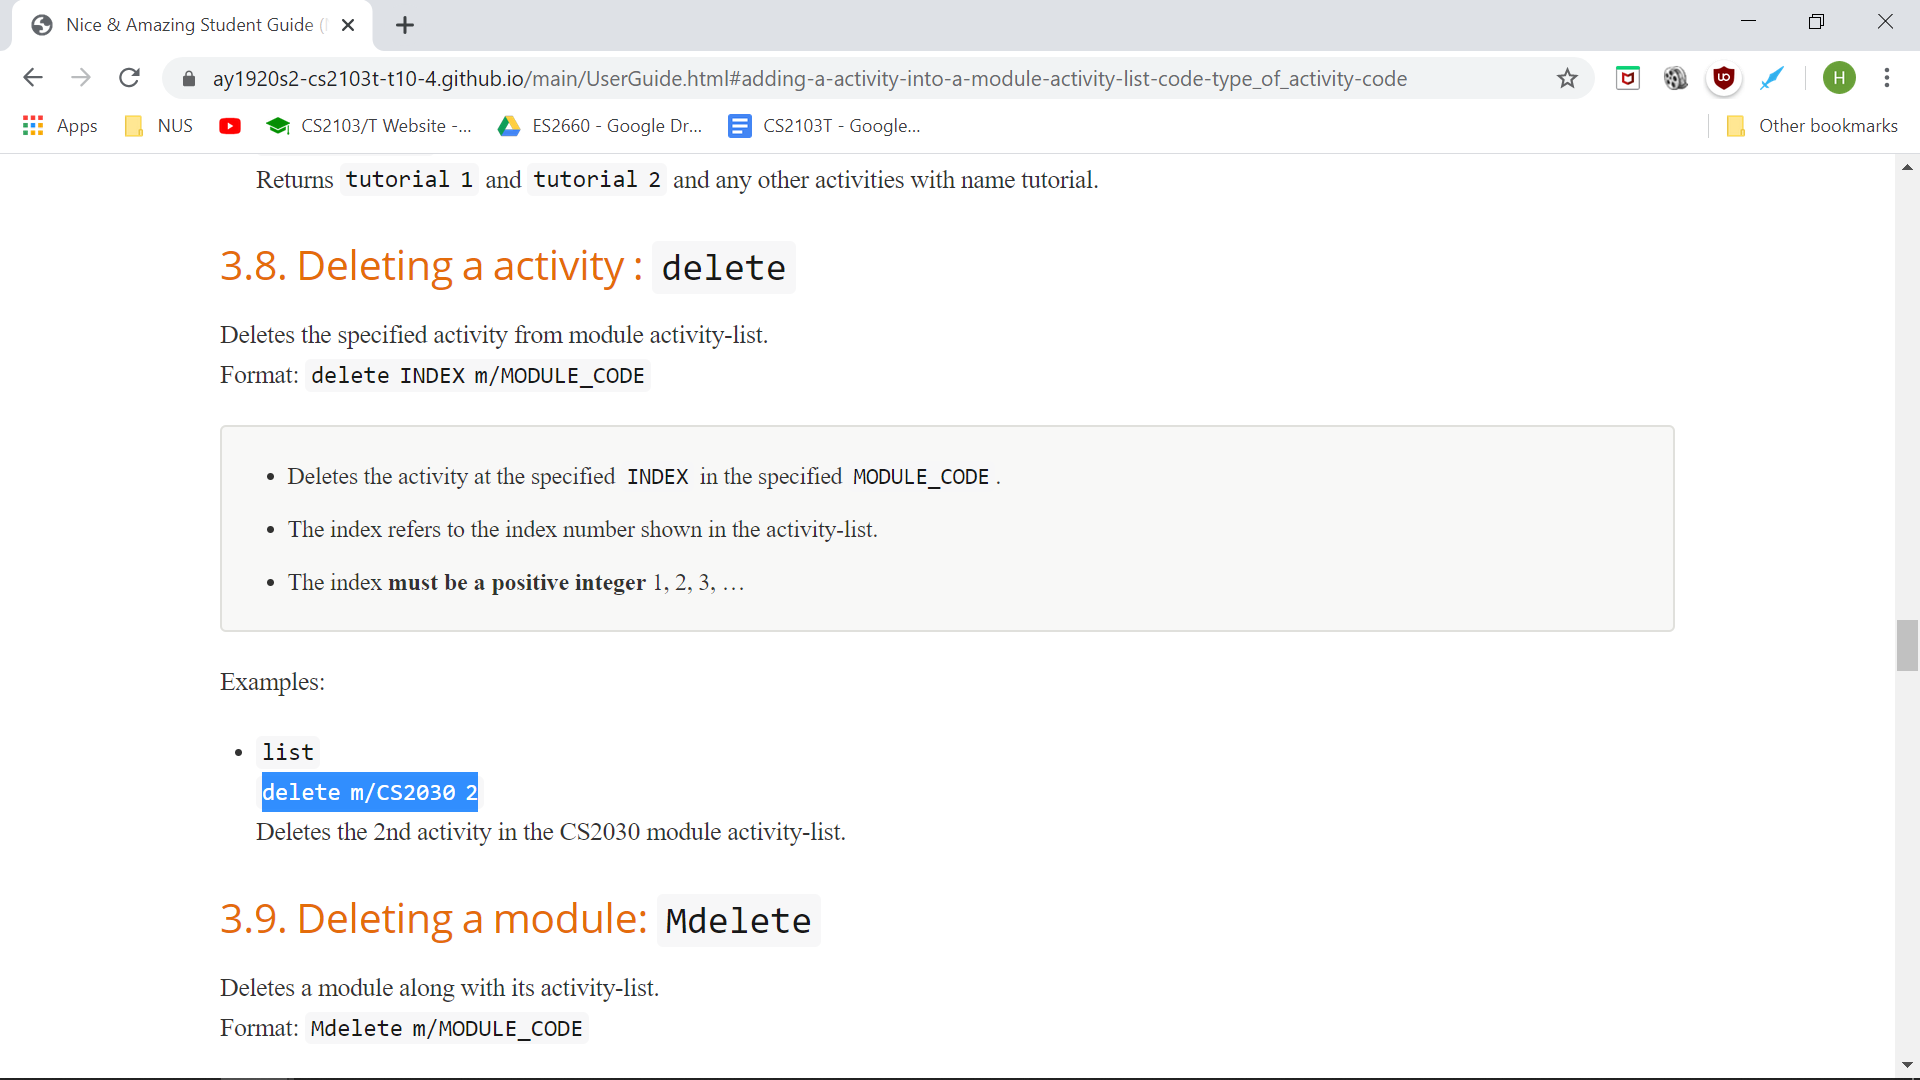 Nice & Amazing Student Guide (
ay1920s2-cs2103t-t10-4.github.io/main/UserGuide.html#adding-a-activity-into-a-module-activity-list-code-type_of_activity-code
H
Apps NUS CS2103/T Website -... ES2660 - Google Dr... CS2103T - Google... Other bookmarks
Returns tutorial 1 and tutorial 2 and any other activities with name tutorial.
3.8. Deleting a activity : delete
Deletes the specified activity from module activity-list.
Format: delete INDEX m/MODULE_CODE
• Deletes the activity at the specified INDEX in the specified MODULE_CODE .
• The index refers to the index number shown in the activity-list.
• The index must be a positive integer 1, 2, 3, …
Examples:
• list
delete m/CS2030 2
Deletes the 2nd activity in the CS2030 module activity-list.
3.9. Deleting a module: Mdelete
Deletes a module along with its activity-list.
Format: Mdelete m/MODULE_CODE